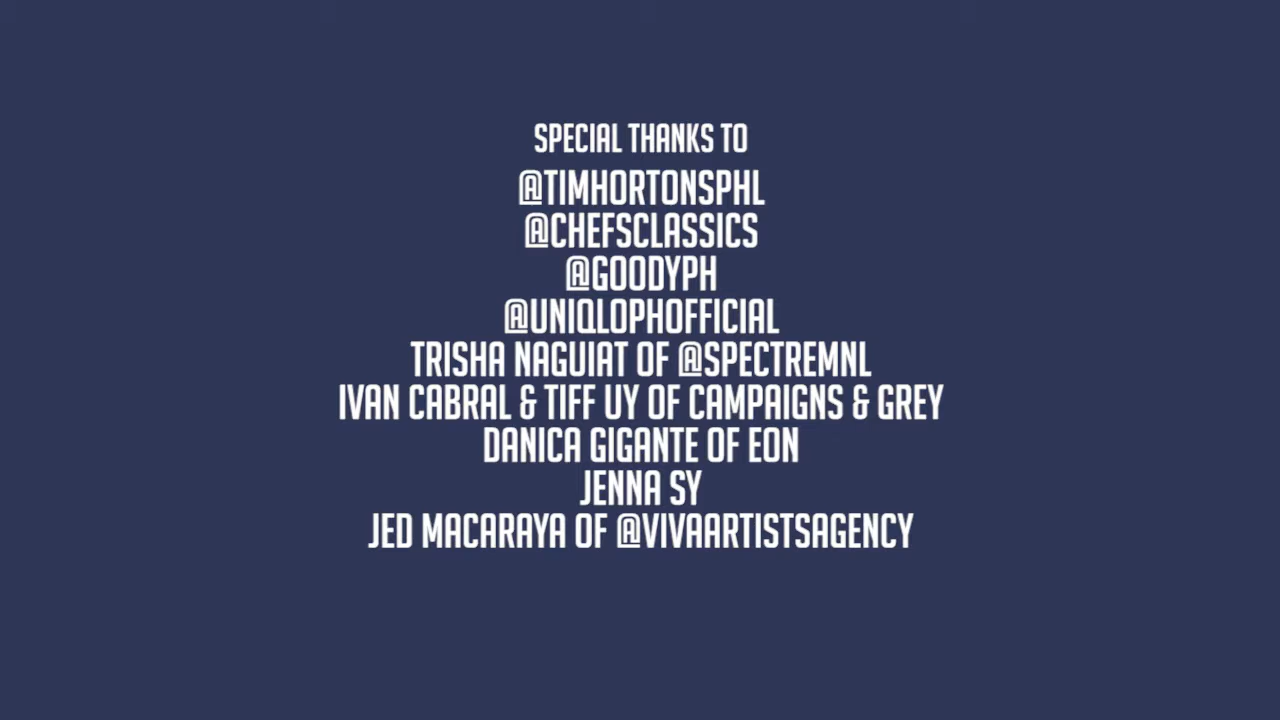 SPECIAL THANKS TO
@TIMHORTONSPHL
@CHEFSCLASSICS
@GOODYPH
@UNIQLOPHOFFICIAL
TRISHA NAGUIAT OF @SPECTREMNL
IVAN CABRAL & TIFF UY OF CAMPAIGNS & GREY
DANICA GIGANTE OF EON
JENNA SY
JED MACARAYA OF @VIVAARTISTSAGENCY